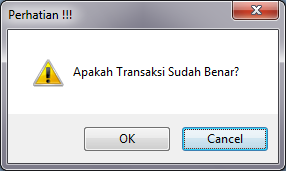 Perhatian !!!
Apakah Transaksi Sudah Benar?
OK
Cancel